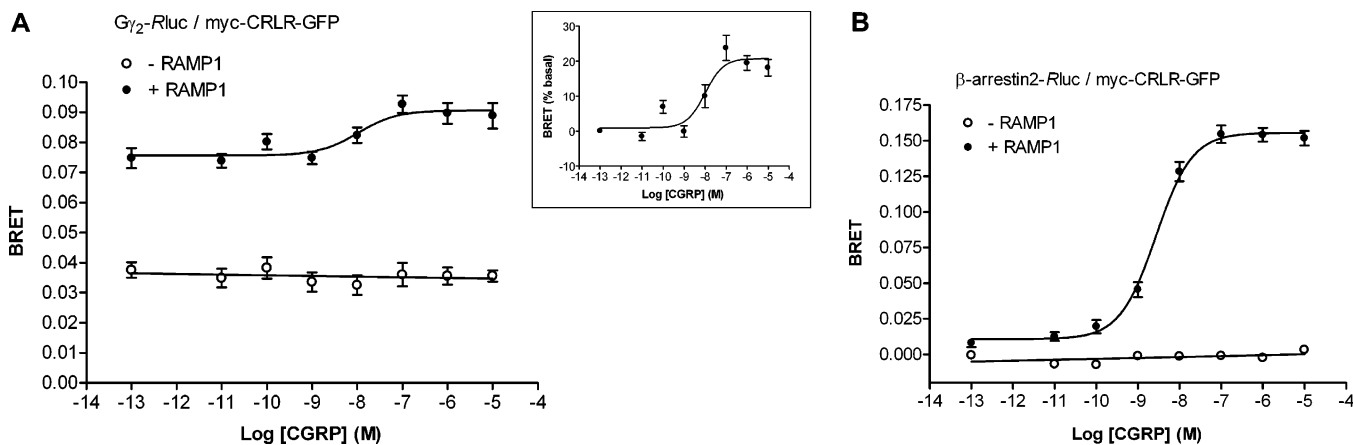 A
Gγ2-Rluc / myc-CRLR-GFP
- RAMP1
+ RAMP1
BRET
0.10
0.09
0.08
0.07
0.06
0.05
0.04
0.03
0.02
0.01
0.00
-14 -13 -12 -11 -10 -9 -8 -7 -6 -5 -4
Log [CGRP] (M)
BRET (% basal)
30
20
10
0
-10
-14 -13 -12 -11 -10 -9 -8 -7 -6 -5 -4
Log [CGRP] (M)
B
β-arrestin2-Rluc / myc-CRLR-GFP
- RAMP1
+ RAMP1
BRET
0.175
0.150
0.125
0.100
0.075
0.050
0.025
0.000
-14 -13 -12 -11 -10 -9 -8 -7 -6 -5 -4
Log [CGRP] (M)